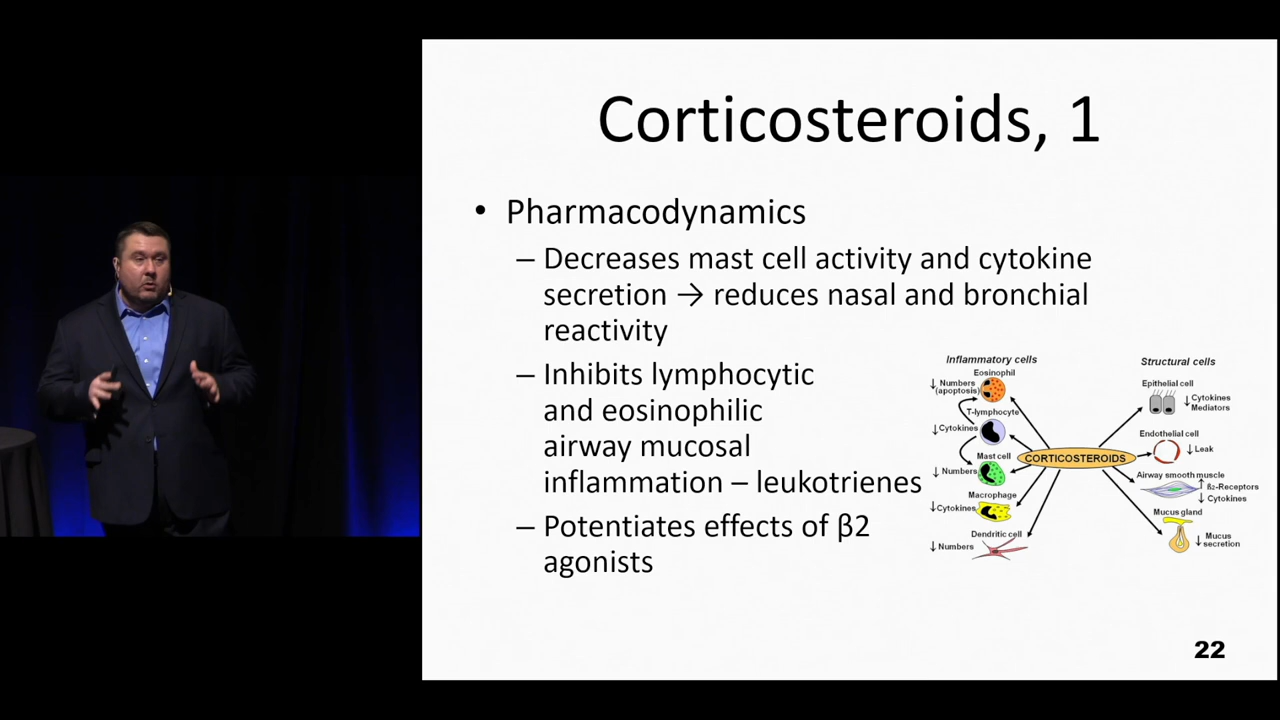 Corticosteroids, 1
• Pharmacodynamics
– Decreases mast cell activity and cytokine
secretion → reduces nasal and bronchial
reactivity
– Inhibits lymphocytic
and eosinophilic
airway mucosal
inflammation – leukotrienes
– Potentiates effects of β2
agonists
Inflammatory cells
Eosinophil
↓ Numbers
(apoptosis)
T-lymphocyte
↓ Cytokines
Mast cell
↓ Numbers
Macrophage
↓ Cytokines
Dendritic cell
↓ Numbers
CORTICOSTEROIDS
Structural cells
Epithelial cell
↓ Cytokines
Mediators
Endothelial cell
↓ Leak
Airway smooth muscle
↑ ß2-Receptors
↓ Cytokines
Mucus gland
↓ Mucus
secretion
22